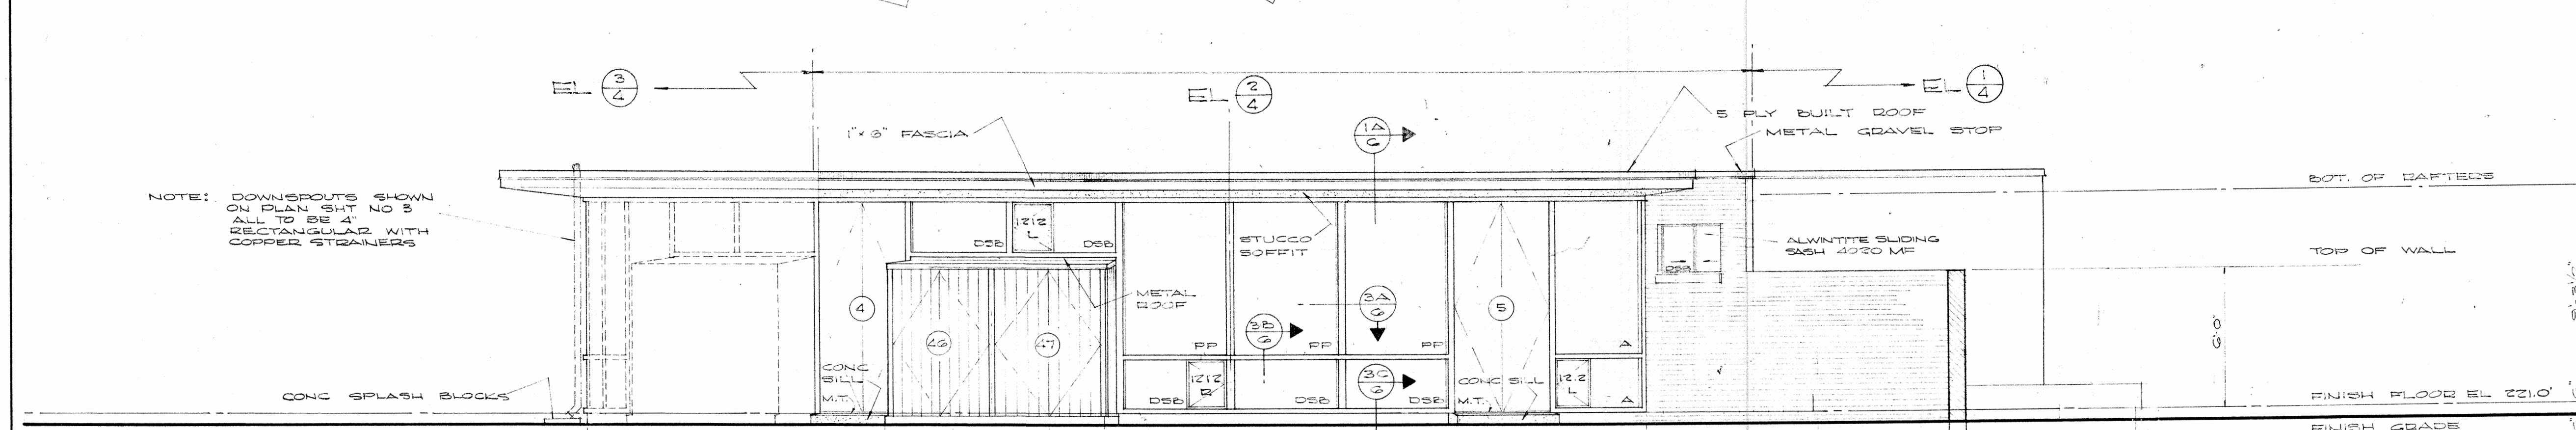 EL 3/4
EL 2/4
EL 1/4
1" x 8" FASCIA
1A/6
5 PLY BUILT ROOF
METAL GRAVEL STOP
NOTE: DOWNSPOUTS SHOWN
ON PLAN SHT NO 3
ALL TO BE 4"
RECTANGULAR WITH
COPPER STRAINERS
BOT. OF RAFTERS
1212
L
DSB
DSB
STUCCO
SOFFIT
ALWINTITE SLIDING
SASH 4030 MF
DSB
TOP OF WALL
METAL
ROOF
4
3A/6
5
3B/6
46
47
PP
PP
PP
A
6'-0"
CONC
SILL
M.T.
1212
R
DSB
DSB
3C/6
DSB
CONC SILL
M.T.
1212
L
A
CONC SPLASH BLOCKS
FINISH FLOOR EL 221.0'
FINISH GRADE